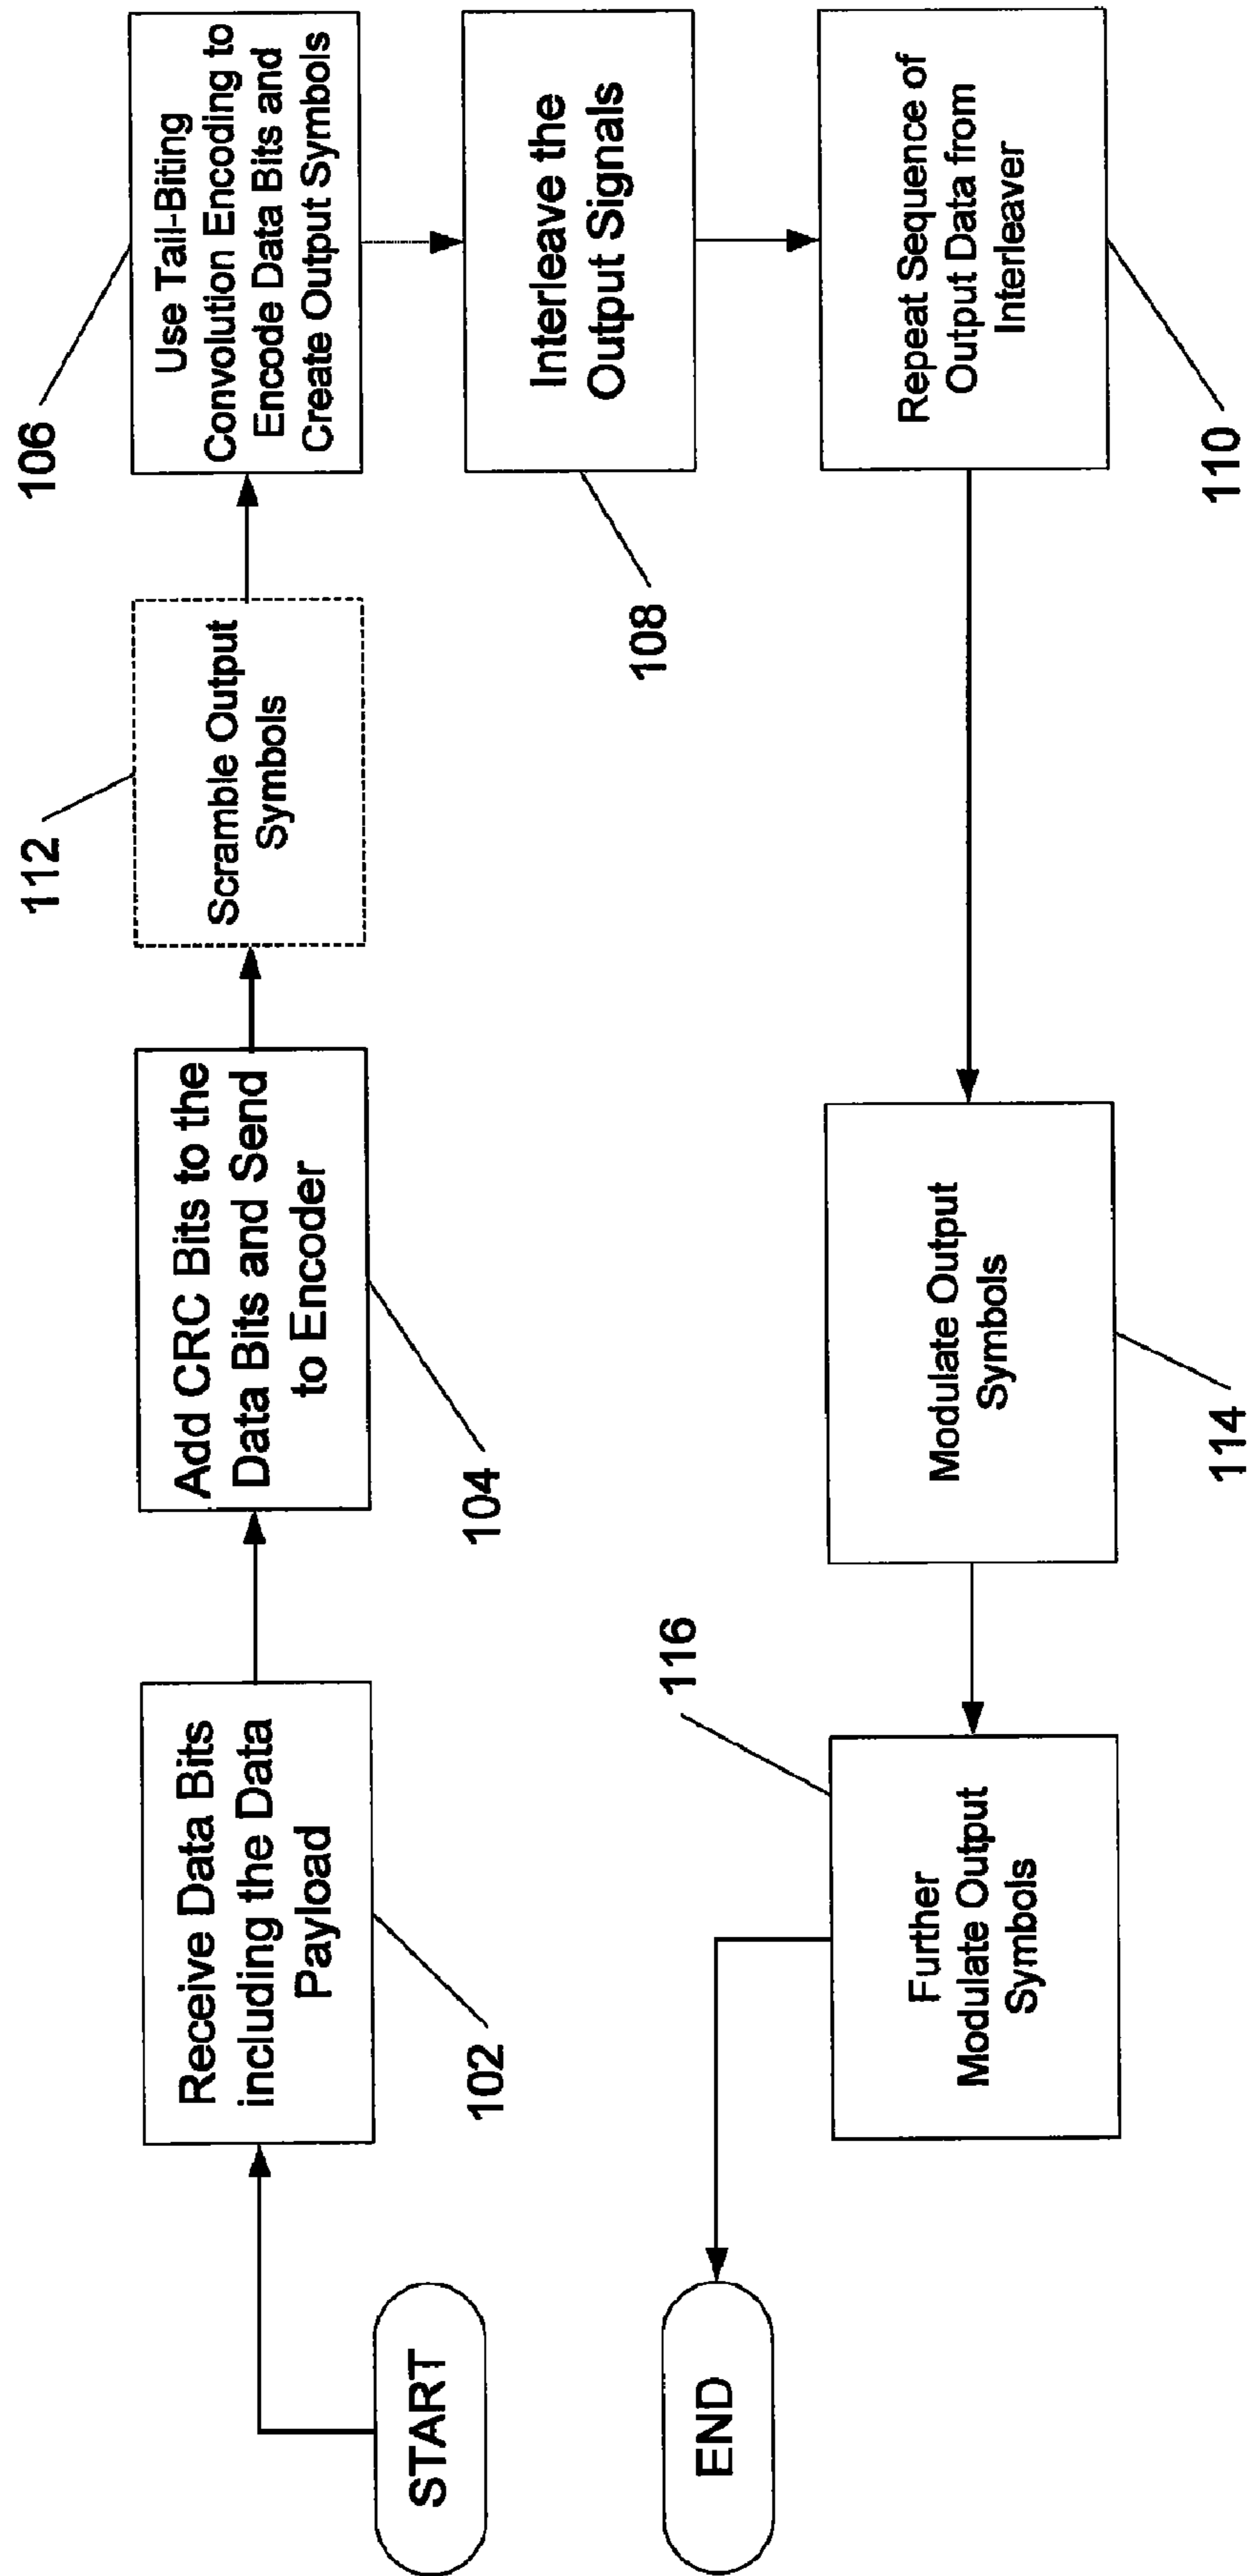 START
Receive Data Bits
including the Data
Payload
102
Add CRC Bits to the
Data Bits and Send
to Encoder
104
Scramble Output
Symbols
112
Use Tail-Biting
Convolution Encoding to
Encode Data Bits and
Create Output Symbols
106
Interleave the
Output Signals
108
Repeat Sequence of
Output Data from
Interleaver
110
Modulate Output
Symbols
114
Further
Modulate Output
Symbols
116
END